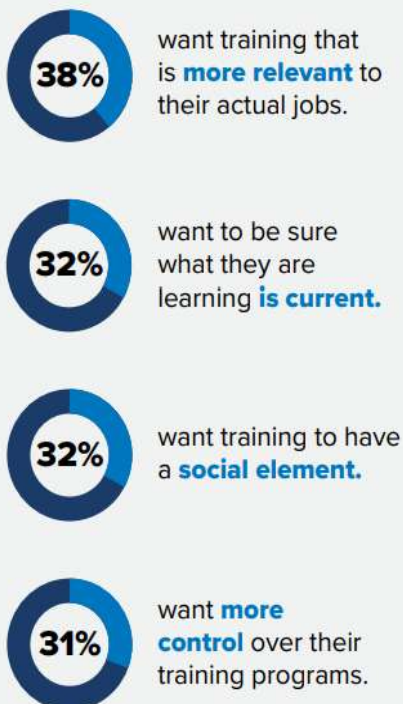 38%
want training that
is more relevant to
their actual jobs.
32%
want to be sure
what they are
learning is current.
32%
want training to have
a social element.
31%
want more
control over their
training programs.